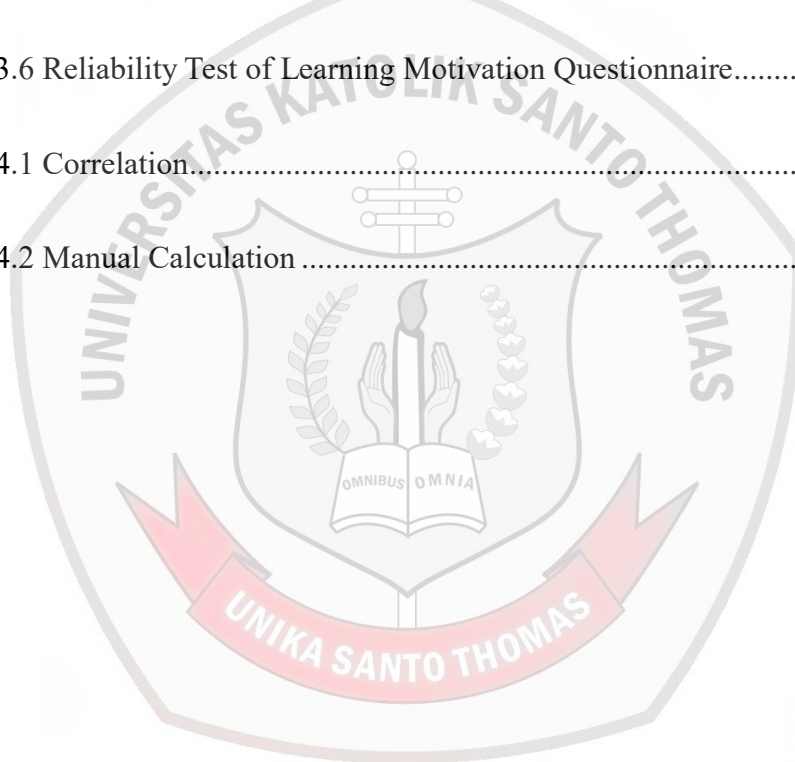 3.6 Reliability Test of Learning Motivation Questionnaire........
4.1 Correlation............................................................................
4.2 Manual Calculation ..............................................................
UNIVERSITAS KATOLIK SANTO THOMAS
OMNIBUS OMNIA
UNIKA SANTO THOMAS